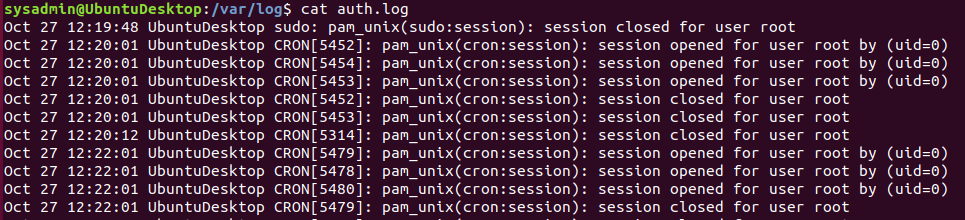 sysadmin@UbuntuDesktop:/var/log$ cat auth.log
Oct 27 12:19:48 UbuntuDesktop sudo: pam_unix(sudo:session): session closed for user root
Oct 27 12:20:01 UbuntuDesktop CRON[5452]: pam_unix(cron:session): session opened for user root by (uid=0)
Oct 27 12:20:01 UbuntuDesktop CRON[5454]: pam_unix(cron:session): session opened for user root by (uid=0)
Oct 27 12:20:01 UbuntuDesktop CRON[5453]: pam_unix(cron:session): session opened for user root by (uid=0)
Oct 27 12:20:01 UbuntuDesktop CRON[5452]: pam_unix(cron:session): session closed for user root
Oct 27 12:20:01 UbuntuDesktop CRON[5453]: pam_unix(cron:session): session closed for user root
Oct 27 12:20:12 UbuntuDesktop CRON[5314]: pam_unix(cron:session): session closed for user root
Oct 27 12:22:01 UbuntuDesktop CRON[5479]: pam_unix(cron:session): session opened for user root by (uid=0)
Oct 27 12:22:01 UbuntuDesktop CRON[5478]: pam_unix(cron:session): session opened for user root by (uid=0)
Oct 27 12:22:01 UbuntuDesktop CRON[5480]: pam_unix(cron:session): session opened for user root by (uid=0)
Oct 27 12:22:01 UbuntuDesktop CRON[5479]: pam_unix(cron:session): session closed for user root